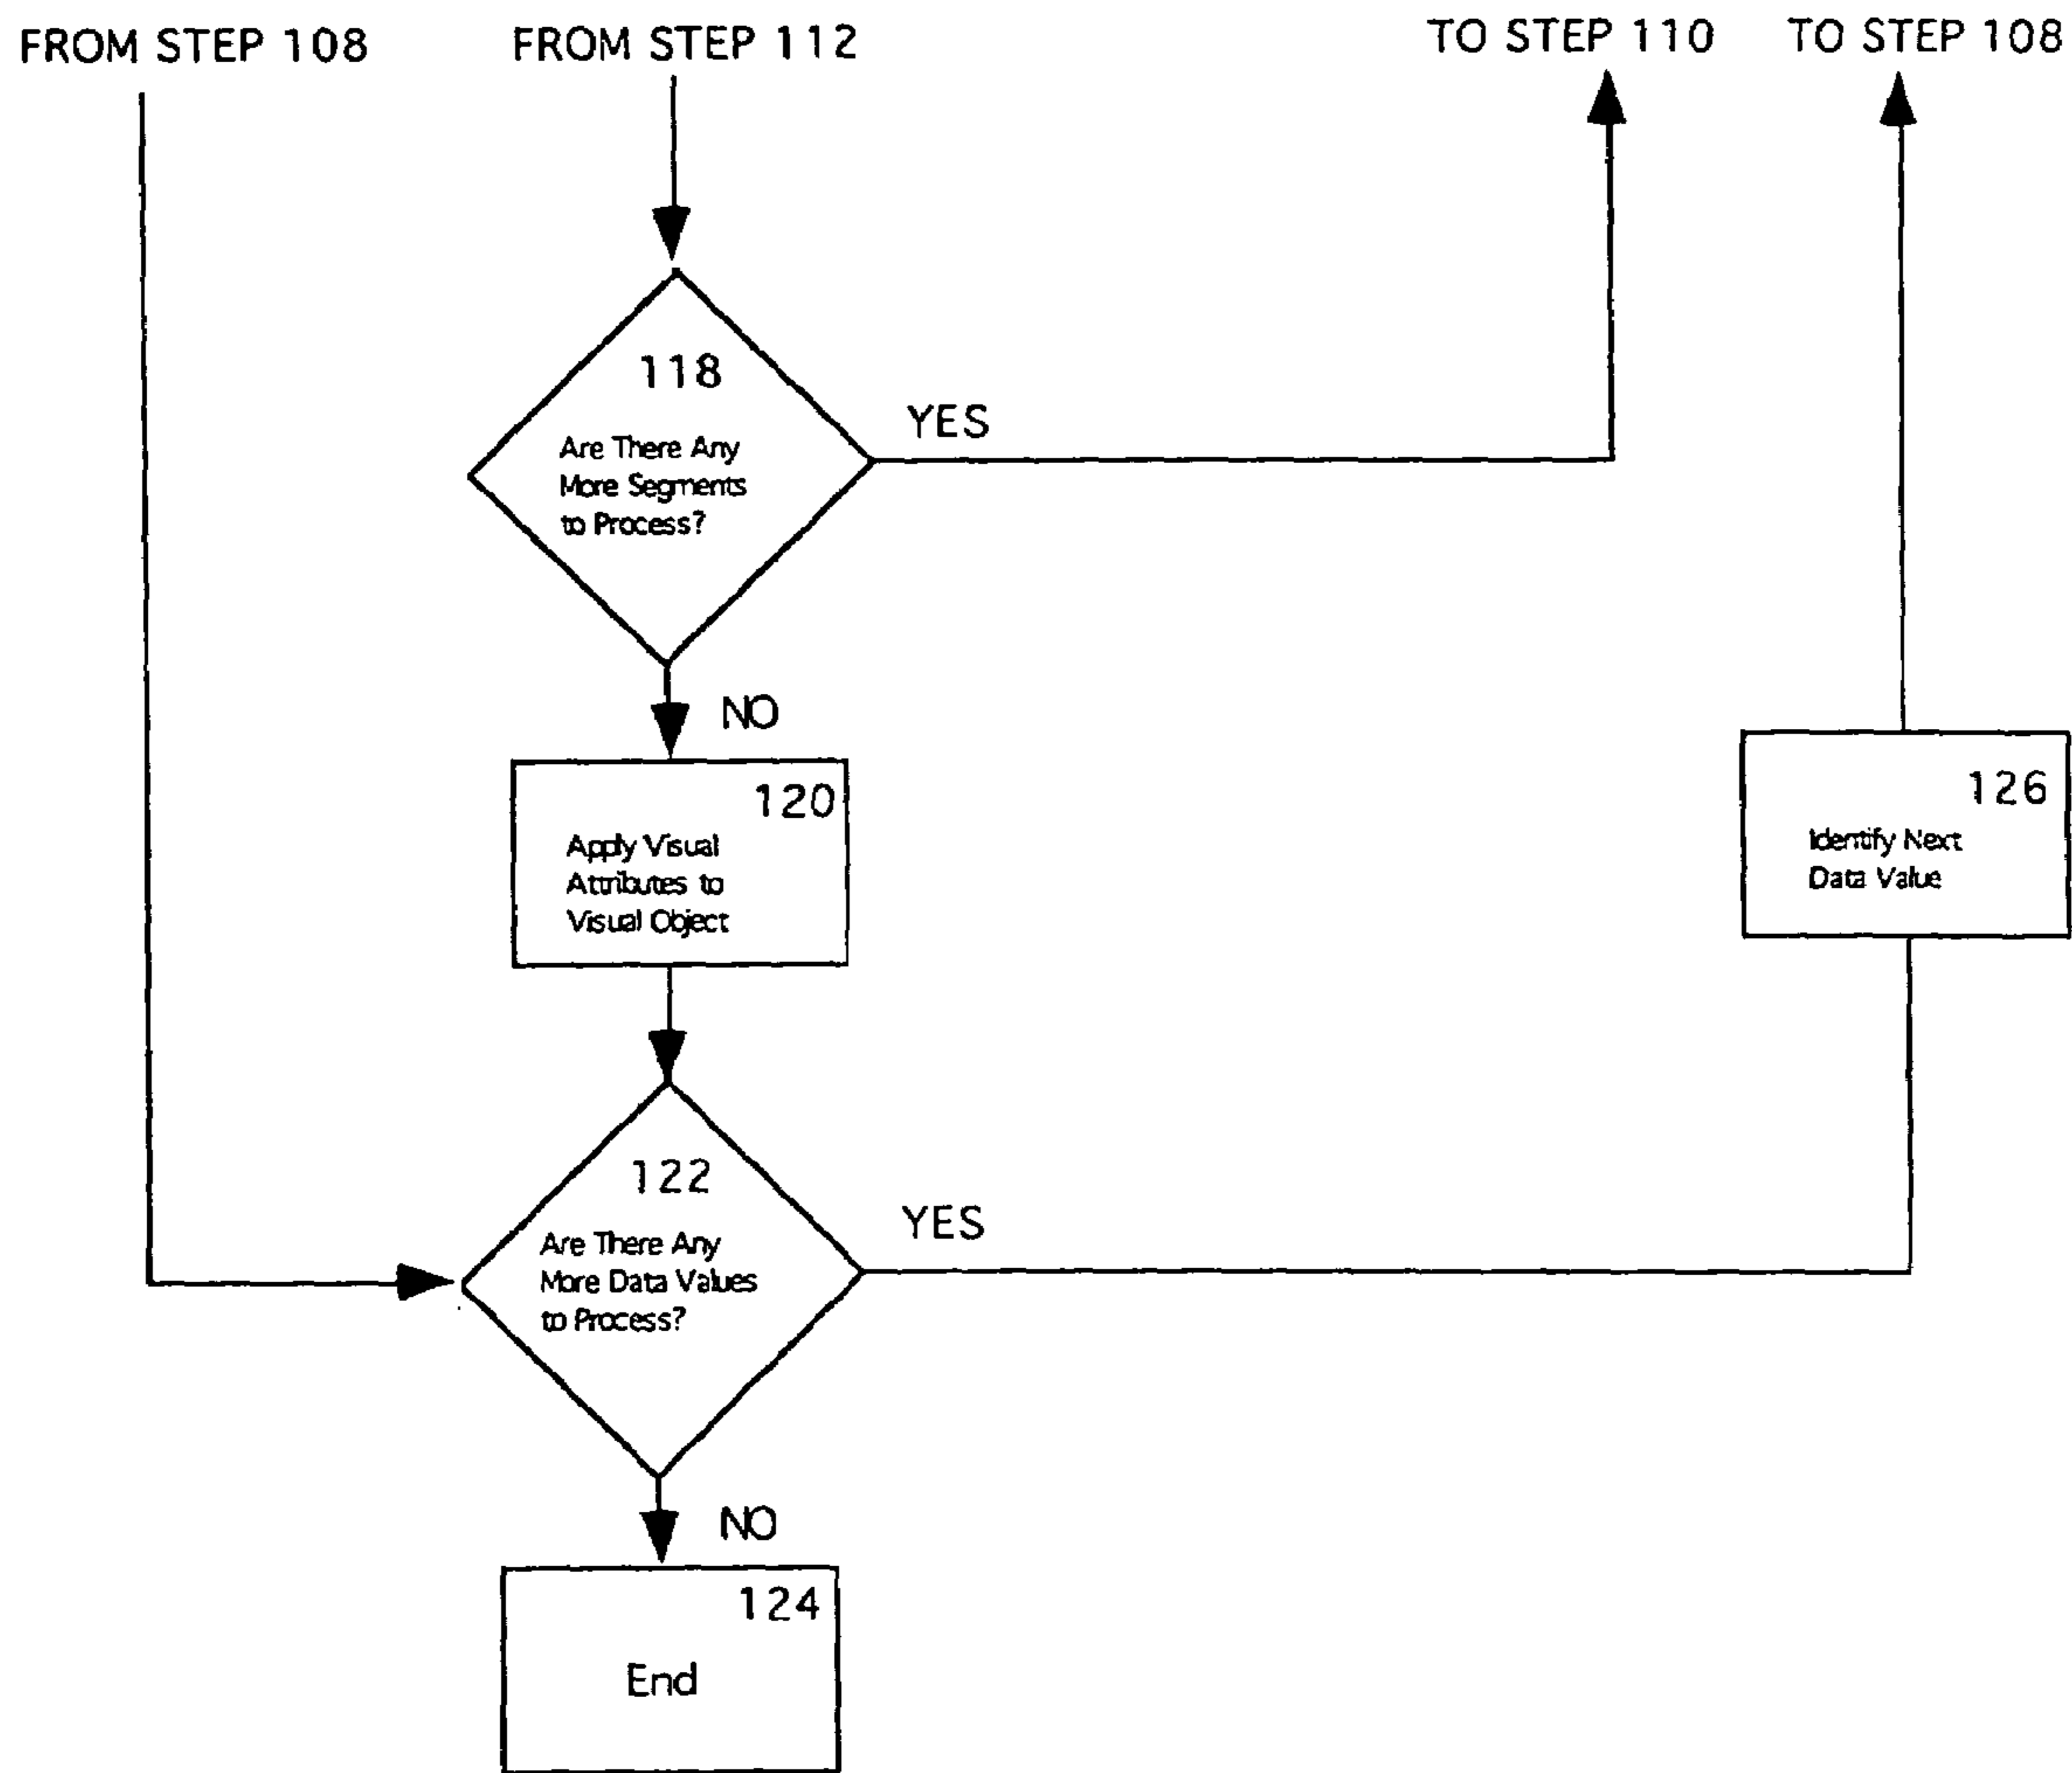 FROM STEP 108
FROM STEP 112
TO STEP 110
TO STEP 108
118
Are There Any
More Segments
to Process?
YES
NO
120
Apply Visual
Attributes to
Visual Object
126
Identify Next
Data Value
122
Are There Any
More Data Values
to Process?
YES
NO
124
End